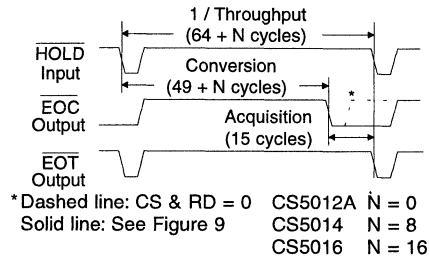 1 / Throughput
(64 + N cycles)
HOLD
Input
Conversion
(49 + N cycles)
*
EOC
Output
Acquisition
(15 cycles)
EOT
Output
*Dashed line: CS & RD = 0 CS5012A N = 0
Solid line: See Figure 9 CS5014 N = 8
CS5016 N = 16